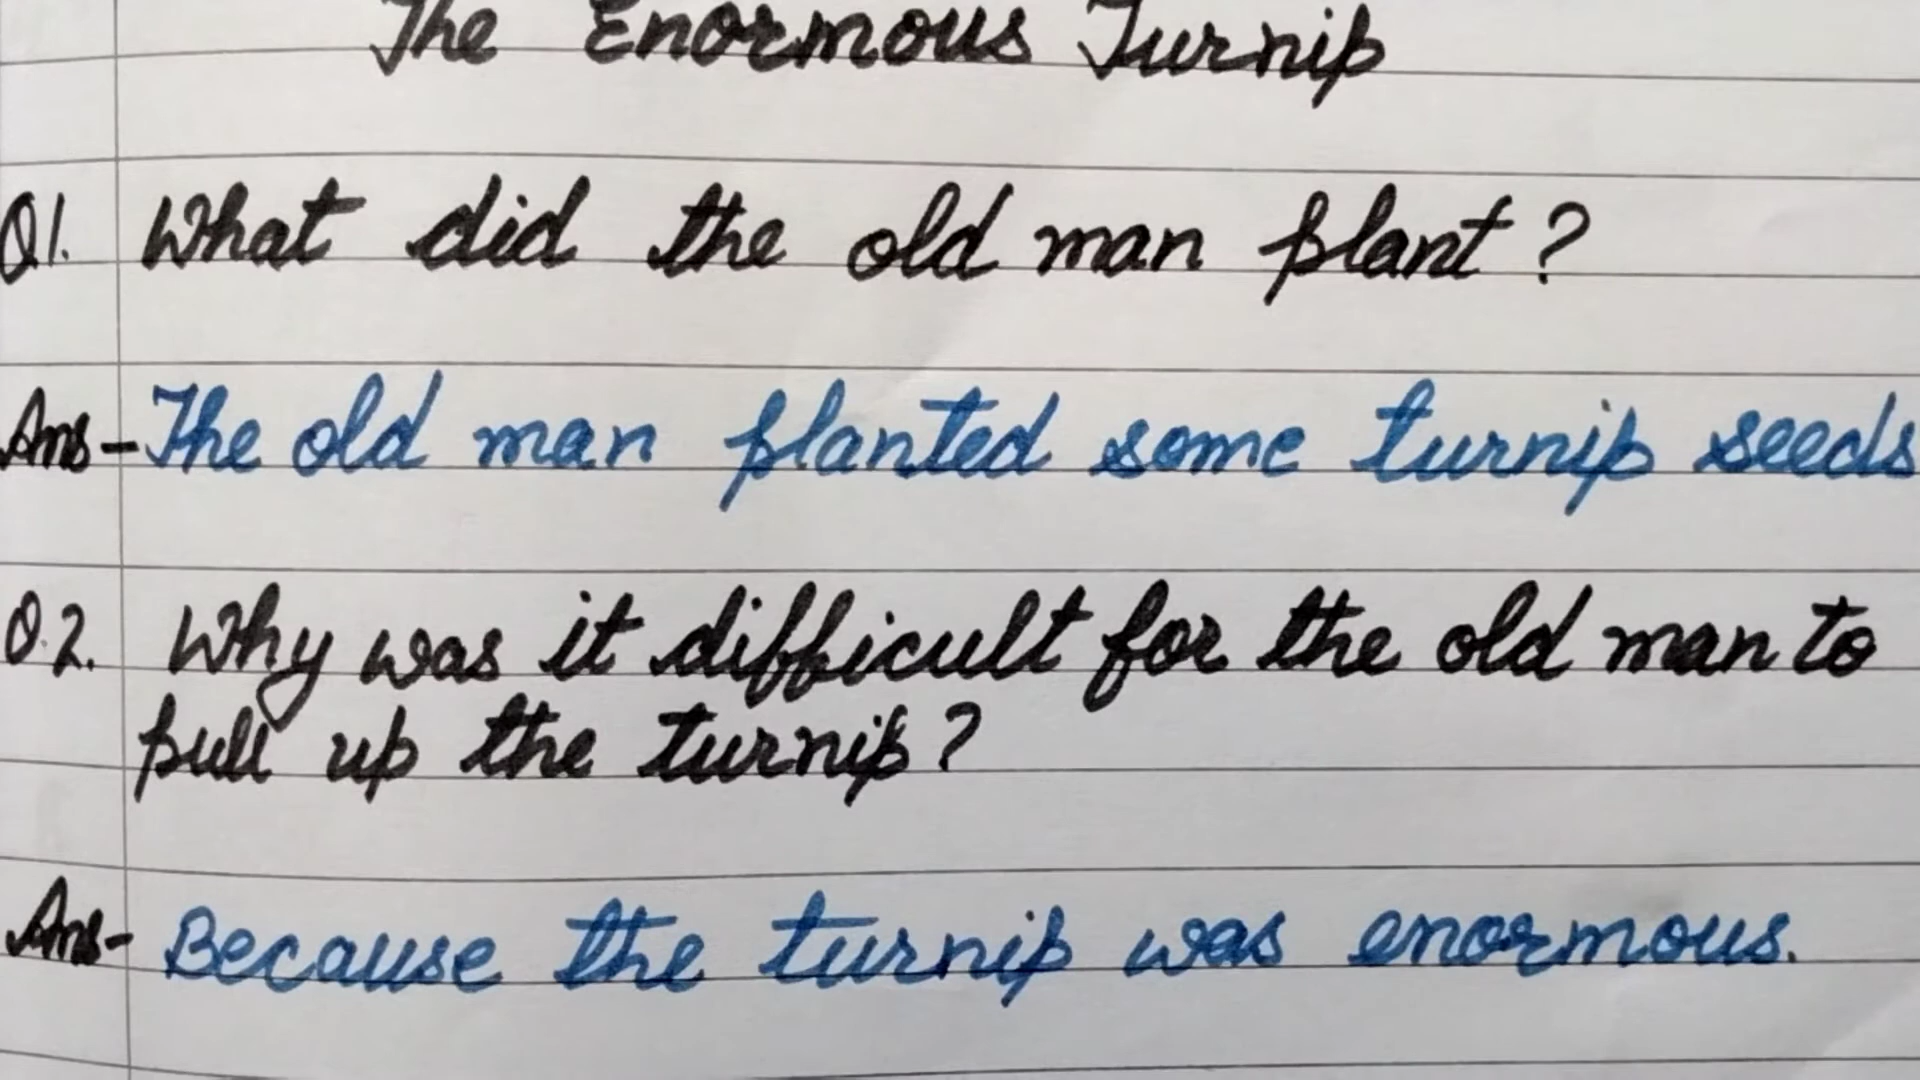 The Enormous Turnip
Q1. What did the old man plant?
Ans- The old man planted some turnip seeds
Q.2. Why was it difficult for the old man to
pull up the turnip?
Ans- Because the turnip was enormous.